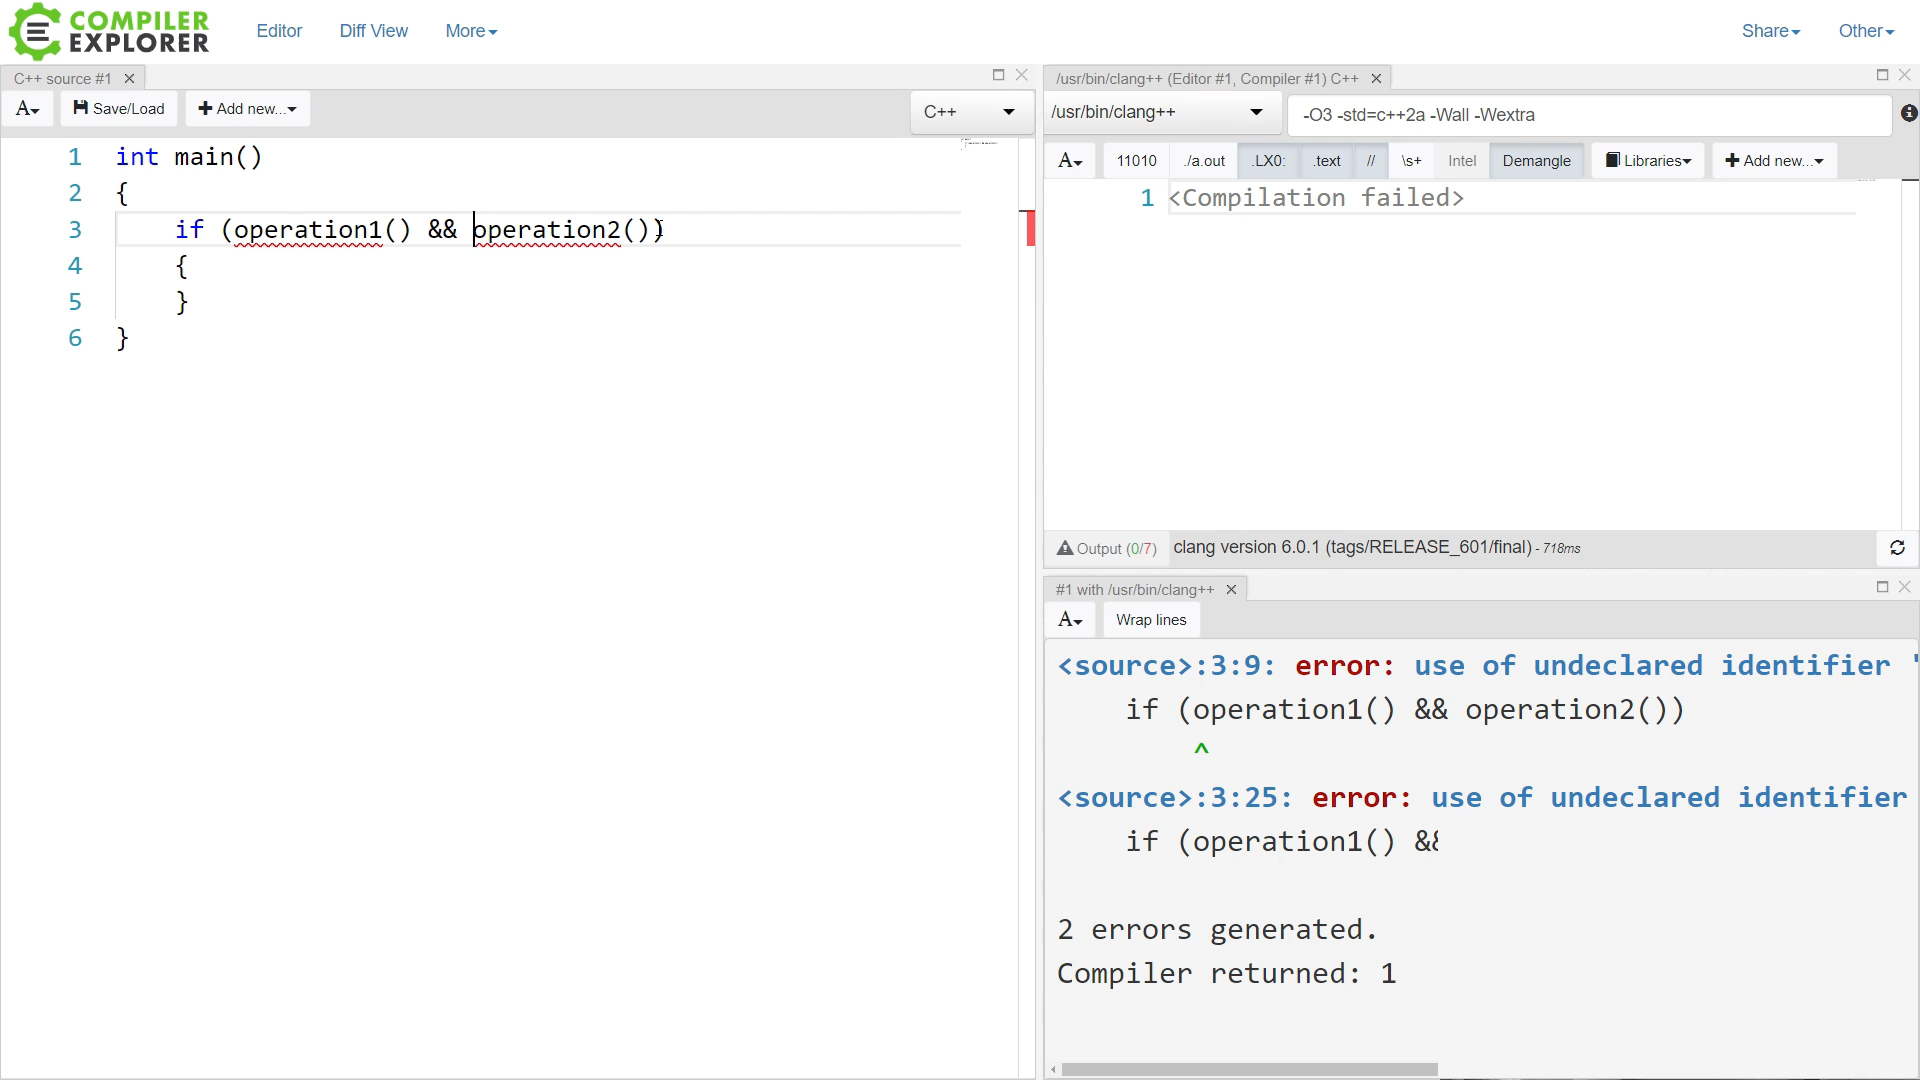 COMPILER
EXPLORER
Editor
Diff View
More
Share
Other
C++ source #1
A
Save/Load
Add new...
C++
1 int main()
2 {
3 if (operation1() && operation2())
4 {
5 }
6 }
/usr/bin/clang++ (Editor #1, Compiler #1) C++
/usr/bin/clang++
-O3 -std=c++2a -Wall -Wextra
A
11010
./a.out
.LX0:
.text
//
\s+
Intel
Demangle
Libraries
Add new...
1 <Compilation failed>
Output (0/7)
clang version 6.0.1 (tags/RELEASE_601/final) - 718ms
#1 with /usr/bin/clang++
A
Wrap lines
<source>:3:9: error: use of undeclared identifier '
if (operation1() && operation2())
^
<source>:3:25: error: use of undeclared identifier
if (operation1() &&
2 errors generated.
Compiler returned: 1